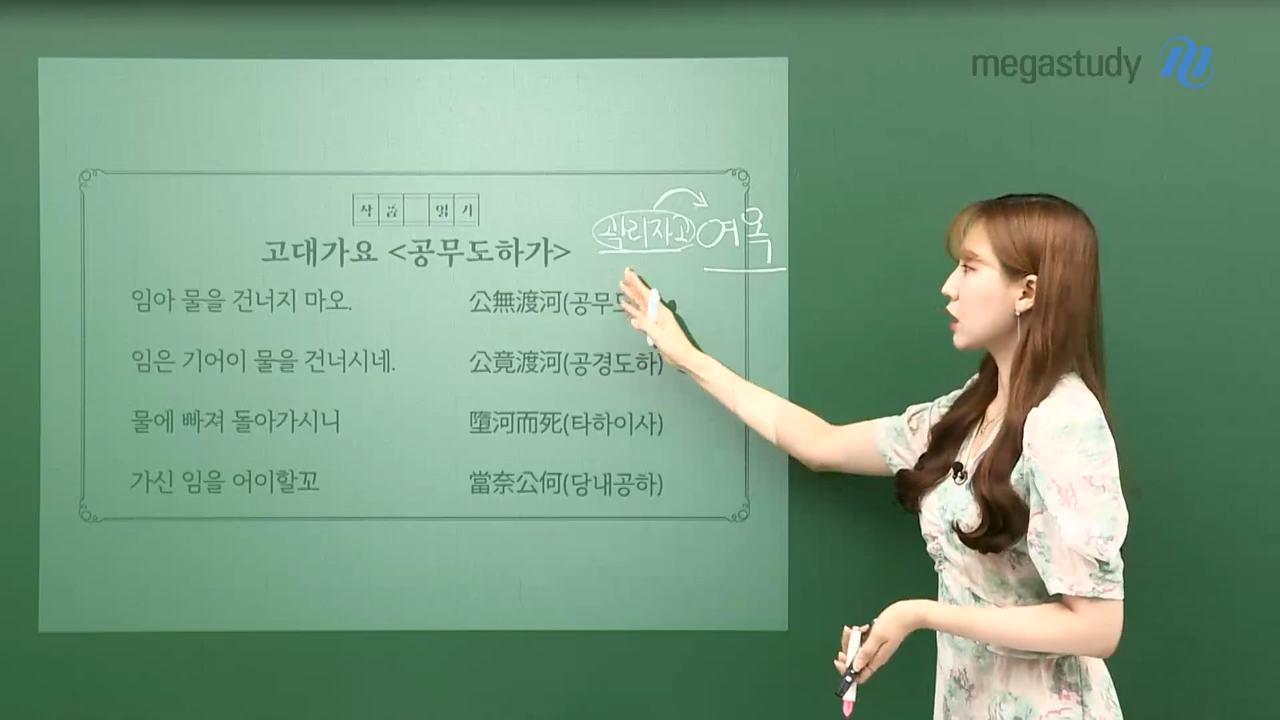 megastudy
작품 읽기
고대가요 <공무도하가>
곽리자고 여옥
임아 물을 건너지 마오. 公無渡河(공무도
임은 기어이 물을 건너시네. 公竟渡河(공경도하)
물에 빠져 돌아가시니 墮河而死(타하이사)
가신 임을 어이할꼬 當奈公何(당내공하)